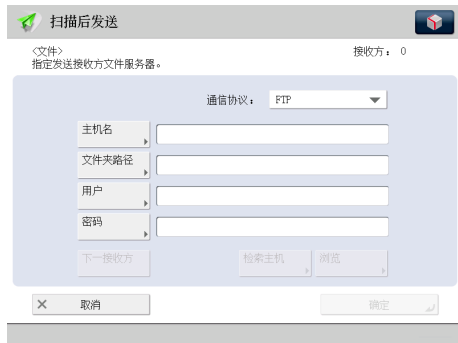 扫描后发送
<文件>
接收方： 0
指定发送接收方文件服务器。
通信协议： FTP
主机名
文件夹路径
用户
密码
下一接收方 检索主机 浏览
取消 确定